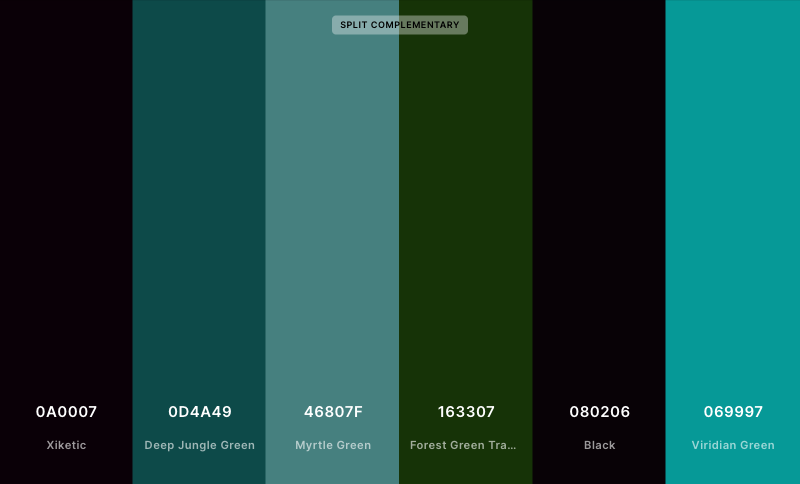 SPLIT COMPLEMENTARY
0A0007
Xiketic
0D4A49
Deep Jungle Green
46807F
Myrtle Green
163307
Forest Green Tra...
080206
Black
069997
Viridian Green